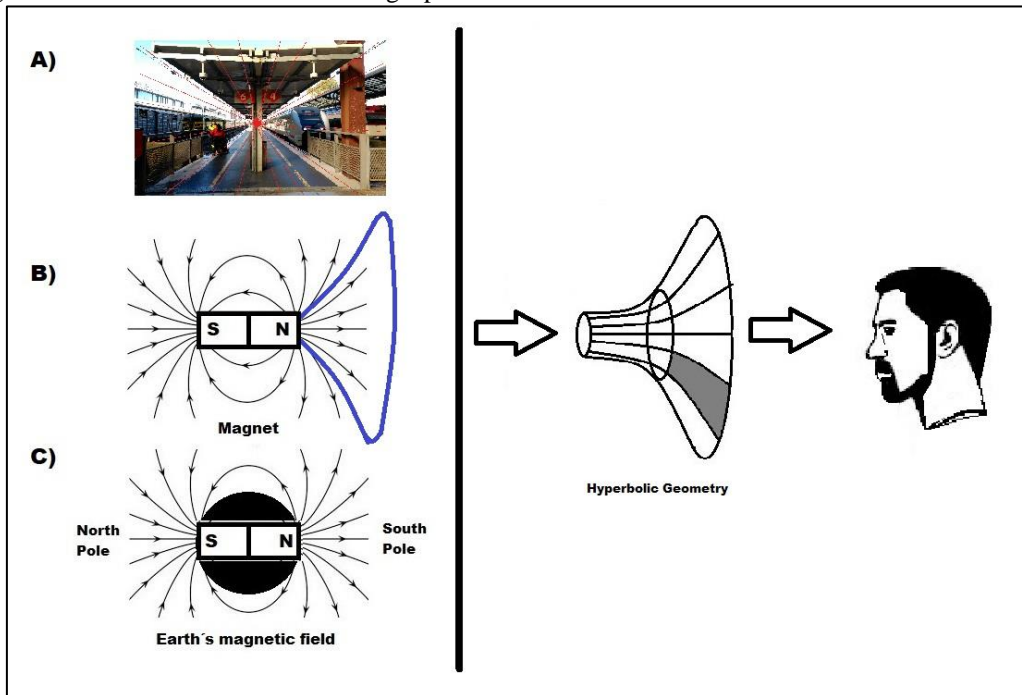 A)
B)
S N
Magnet
C)
North
Pole
S N
South
Pole
Earth´s magnetic field
Hyperbolic Geometry